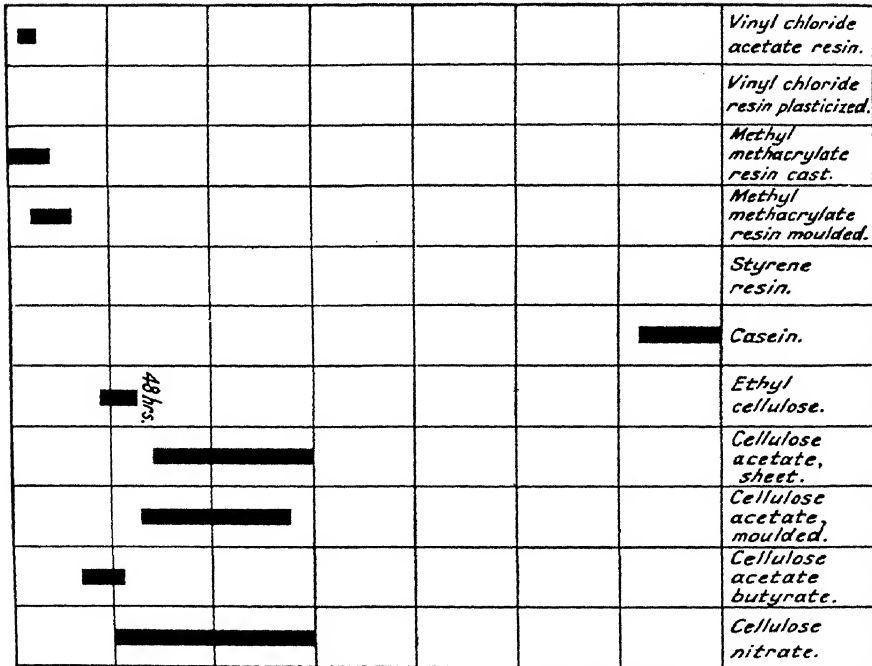 Vinyl chloride
acetate resin.
Vinyl chloride
resin plasticized.
Methyl
methacrylate
resin cast.
Methyl
methacrylate
resin moulded.
Styrene
resin.
Casein.
48 hrs.
Ethyl
cellulose.
Cellulose
acetate,
sheet.
Cellulose
acetate,
moulded.
Cellulose
acetate
butyrate.
Cellulose
nitrate.